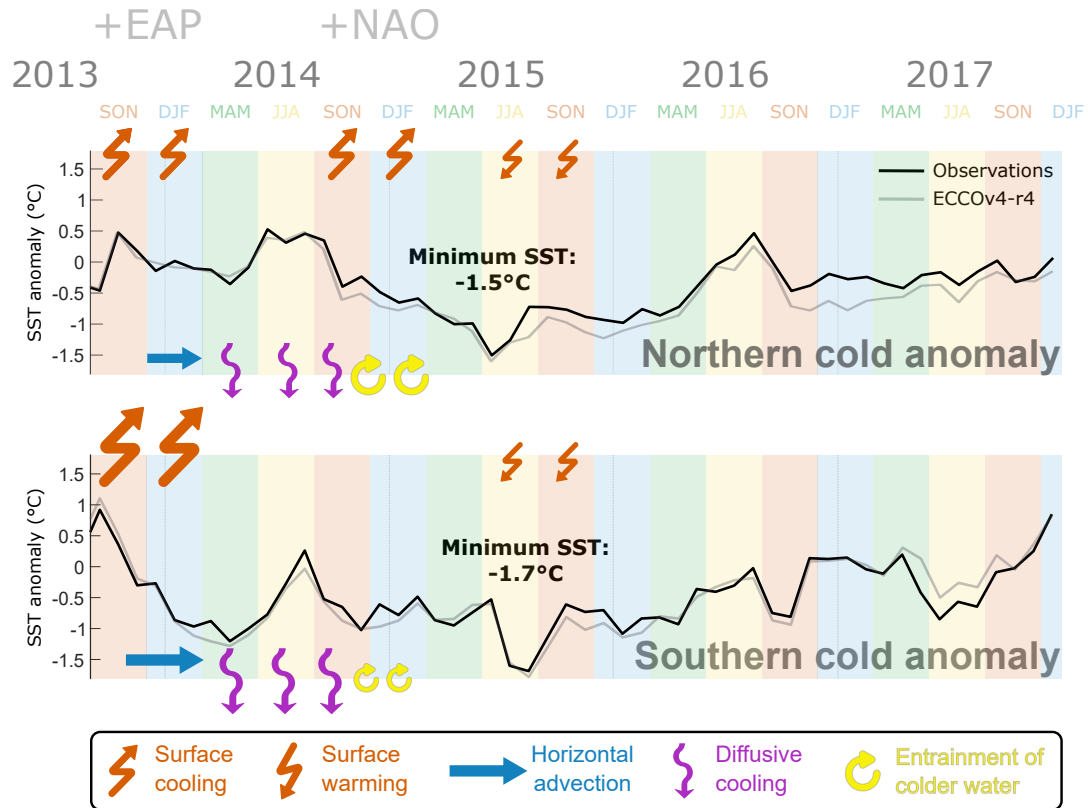 +EAP +NAO
2013 2014 2015 2016 2017
SON DJF MAM JJA SON DJF MAM JJA SON DJF MAM JJA SON DJF MAM JJA SON DJF
SST anomaly (°C)
1.5
1
0.5
0
-0.5
-1
-1.5
Observations
ECCOv4-r4
Minimum SST:
-1.5°C
Northern cold anomaly
SST anomaly (°C)
1.5
1
0.5
0
-0.5
-1
-1.5
Minimum SST:
-1.7°C
Southern cold anomaly
Surface
cooling
Surface
warming
Horizontal
advection
Diffusive
cooling
Entrainment of
colder water